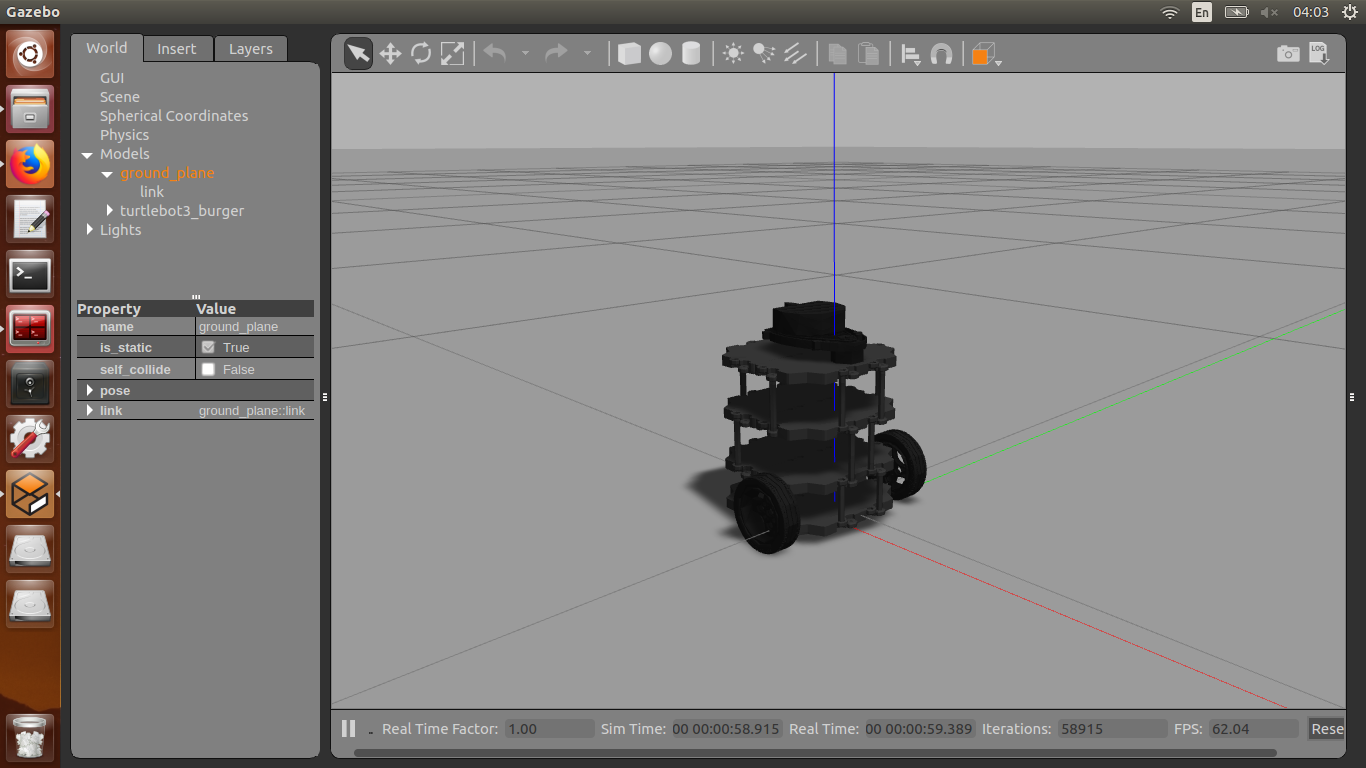 Gazebo
En
04:03
World Insert Layers
GUI
Scene
Spherical Coordinates
Physics
Models
ground_plane
link
turtlebot3_burger
Lights
Property Value
name ground_plane
is_static True
self_collide False
pose
link ground_plane::link
LOG
Real Time Factor: 1.00 Sim Time: 00 00:00:58.915 Real Time: 00 00:00:59.389 Iterations: 58915 FPS: 62.04 Rese